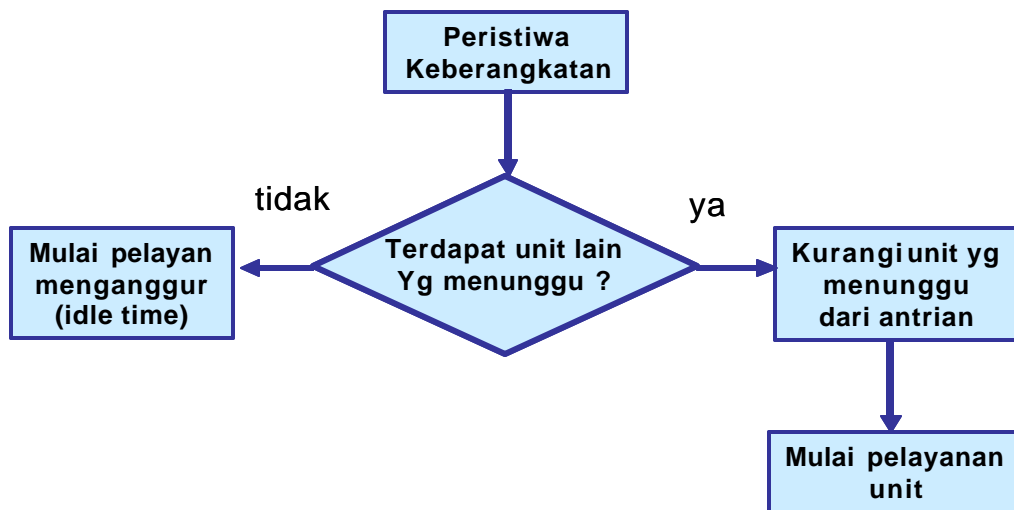 Peristiwa
Keberangkatan
tidak
ya
Terdapat unit lain
Yg menunggu ?
Mulai pelayan
menganggur
(idle time)
Kurangi unit yg
menunggu
dari antrian
Mulai pelayanan
unit